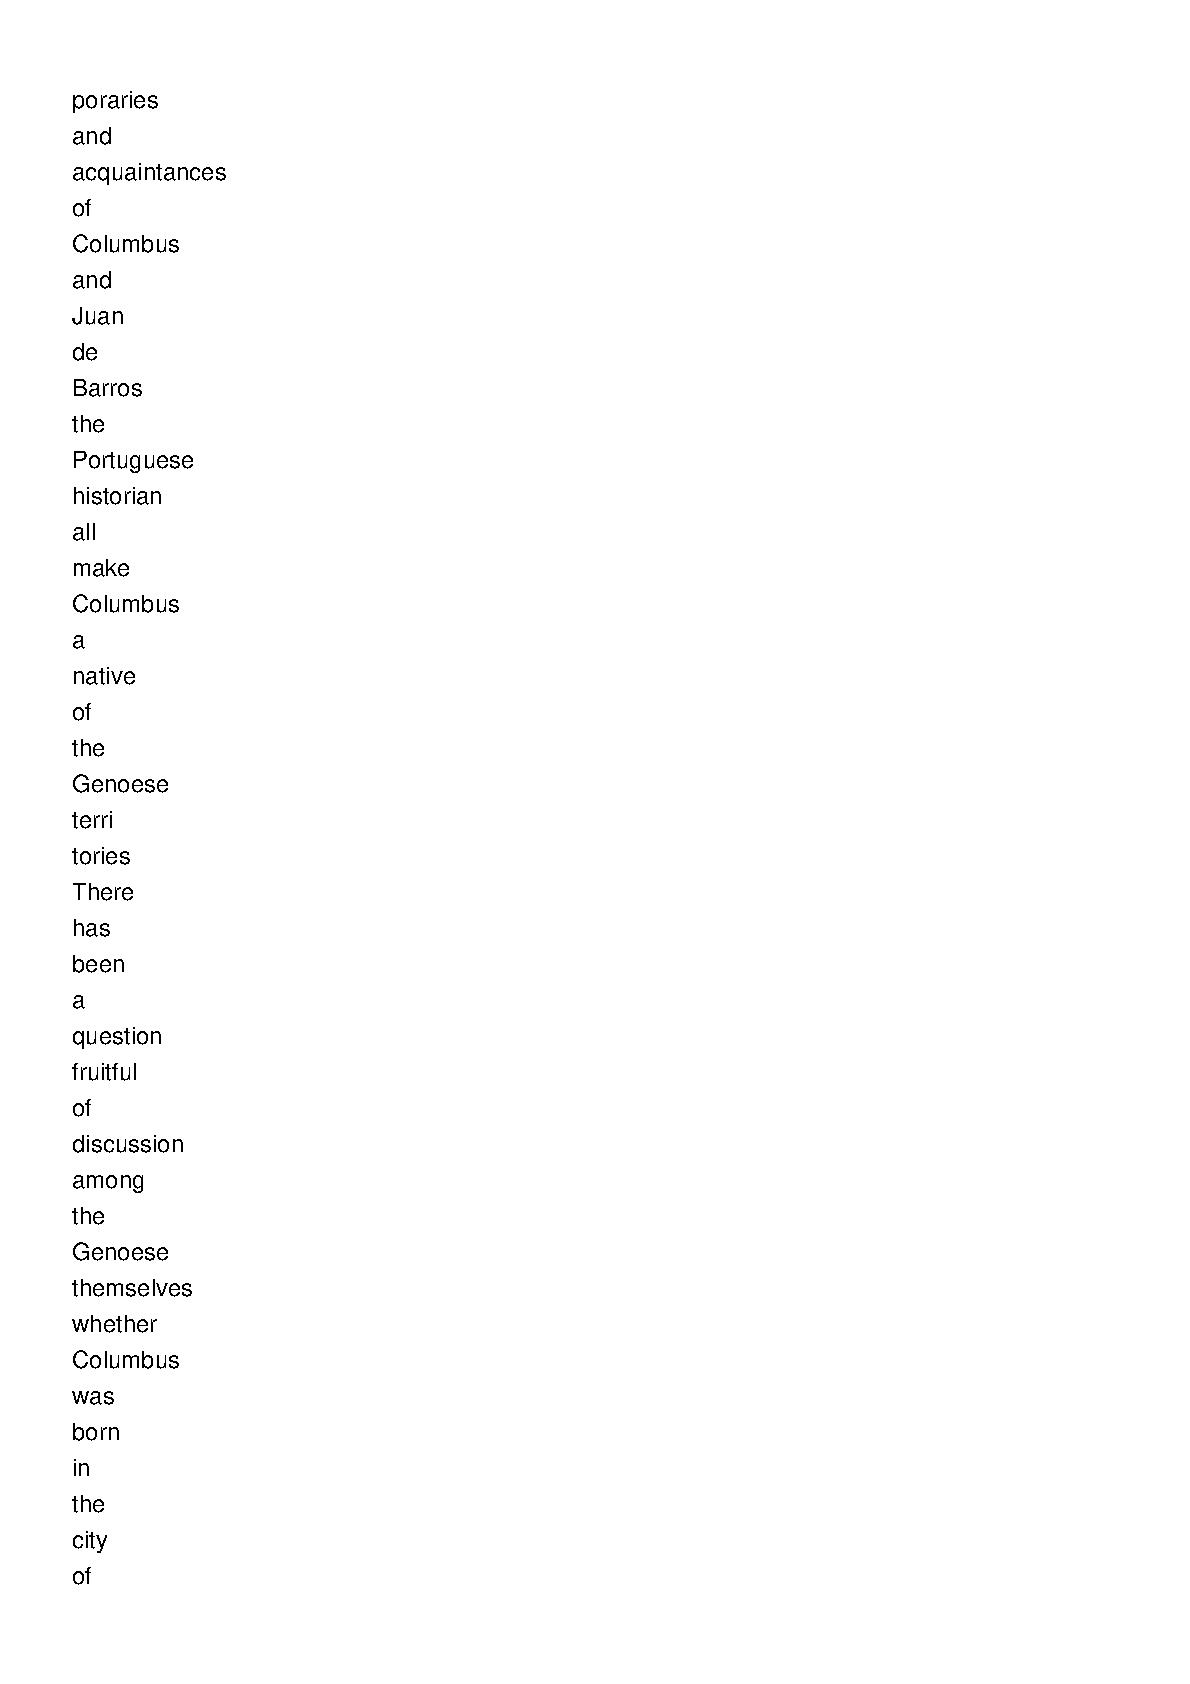 poraries
and
acquaintances
of
Columbus
and
Juan
de
Barros
the
Portuguese
historian
all
make
Columbus
a
native
of
the
Genoese
terri
tories
There
has
been
a
question
fruitful
of
discussion
among
the
Genoese
themselves
whether
Columbus
was
born
in
the
city
of